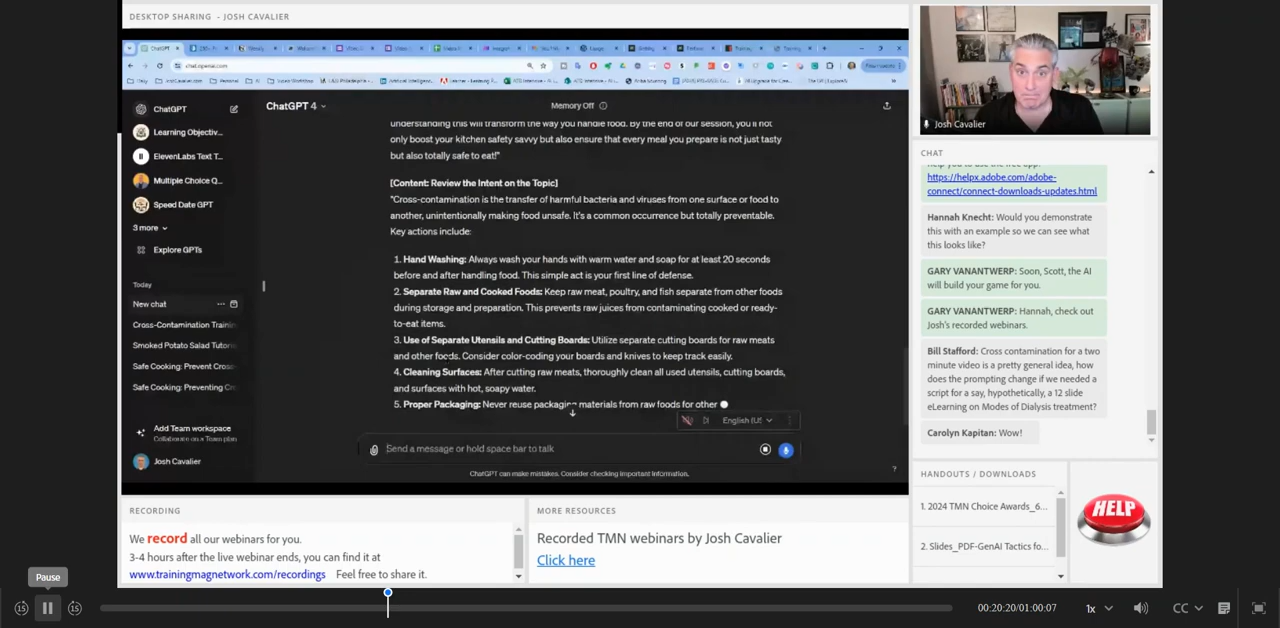 DESKTOP SHARING - JOSH CAVALIER
ChatGPT
chat.openai.com
ChatGPT
Learning Objectiv...
ElevenLabs Text T...
Multiple Choice Q...
Speed Date GPT
3 more
Explore GPTs
Today
New chat
Cross-Contamination Trainin
Smoked Potato Salad Tutori
Safe Cooking: Prevent Cros
Safe Cooking: Preventing Cr
Add Team workspace
Collaborate on a Team plan
Josh Cavalier
ChatGPT 4
Memory Off
understanding this will transform the way you handle food. By the end of our session, you'll not
only boost your kitchen safety savvy but also ensure that every meal you prepare is not just tasty
but also totally safe to eat!"
[Content: Review the Intent on the Topic]
"Cross-contamination is the transfer of harmful bacteria and viruses from one surface or food to
another, unintentionally making food unsafe. It's a common occurrence but totally preventable.
Key actions include:
1. Hand Washing: Always wash your hands with warm water and soap for at least 20 seconds
before and after handling food. This simple act is your first line of defense.
2. Separate Raw and Cooked Foods: Keep raw meat, poultry, and fish separate from other foods
during storage and preparation. This prevents raw juices from contaminating cooked or ready-
to-eat items.
3. Use of Separate Utensils and Cutting Boards: Utilize separate cutting boards for raw meats
and other foods. Consider color-coding your boards and knives to keep track easily.
4. Cleaning Surfaces: After cutting raw meats, thoroughly clean all used utensils, cutting boards,
and surfaces with hot, soapy water.
5. Proper Packaging: Never reuse packaging materials from raw foods for other
English (US
Send a message or hold space bar to talk
ChatGPT can make mistakes. Consider checking important information.
?
Josh Cavalier
CHAT
help you to use the free app:
https://helpx.adobe.com/adobe-
connect/connect-downloads-updates.html
Hannah Knecht: Would you demonstrate
this with an example so we can see what
this looks like?
GARY VANANTWERP: Soon, Scott, the AI
will build your game for you.
GARY VANANTWERP: Hannah, check out
Josh's recorded webinars.
Bill Stafford: Cross contamination for a two
minute video is a pretty general idea, how
does the prompting change if we needed a
script for a say, hypothetically, a 12 slide
eLearning on Modes of Dialysis treatment?
Carolyn Kapitan: Wow!
HANDOUTS / DOWNLOADS
1. 2024 TMN Choice Awards_6...
2. Slides_PDF-GenAI Tactics fo...
HELP
RECORDING
We record all our webinars for you.
3-4 hours after the live webinar ends, you can find it at
www.trainingmagnetwork.com/recordings Feel free to share it.
MORE RESOURCES
Recorded TMN webinars by Josh Cavalier
Click here
Pause
15
15
00:20:20/01:00:07
1x
CC